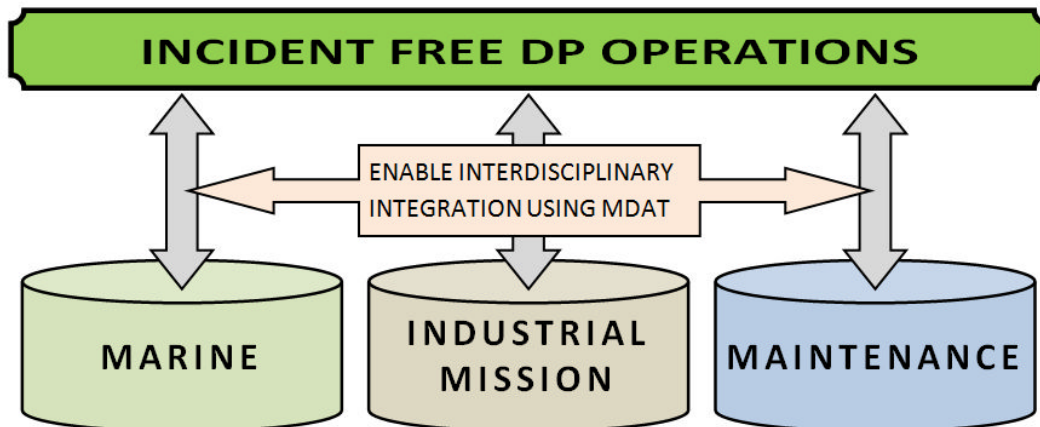 INCIDENT FREE DP OPERATIONS
ENABLE INTERDISCIPLINARY
INTEGRATION USING MDAT
MARINE
INDUSTRIAL
MISSION
MAINTENANCE